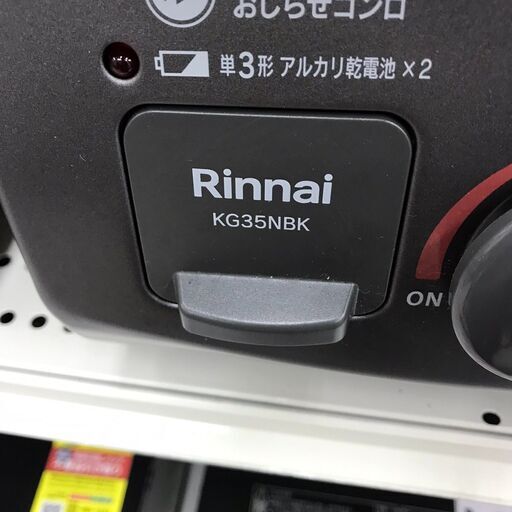 おしらせコンロ
単3形 アルカリ乾電池×2
Rinnai
KG35NBK
ON